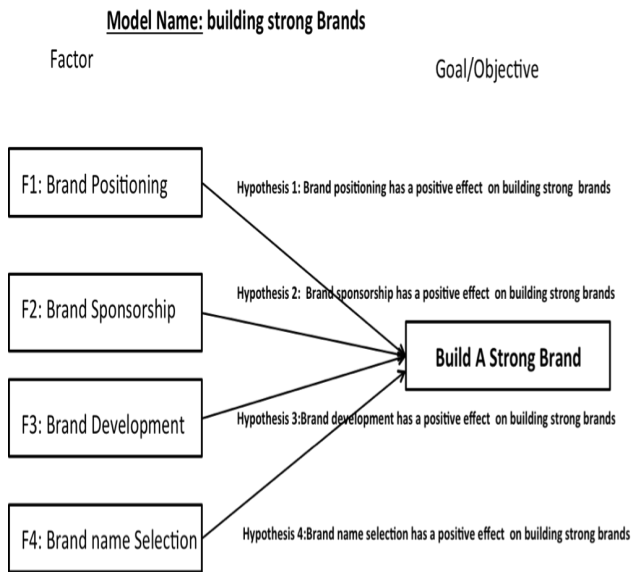 Model Name: building strong Brands
Factor
Goal/Objective
F1: Brand Positioning
Hypothesis 1: Brand positioning has a positive effect on building strong brands
F2: Brand Sponsorship
Hypothesis 2: Brand sponsorship has a positive effect on building strong brands
Build A Strong Brand
F3: Brand Development
Hypothesis 3:Brand development has a positive effect on building strong brands
F4: Brand name Selection
Hypothesis 4:Brand name selection has a positive effect on building strong brands